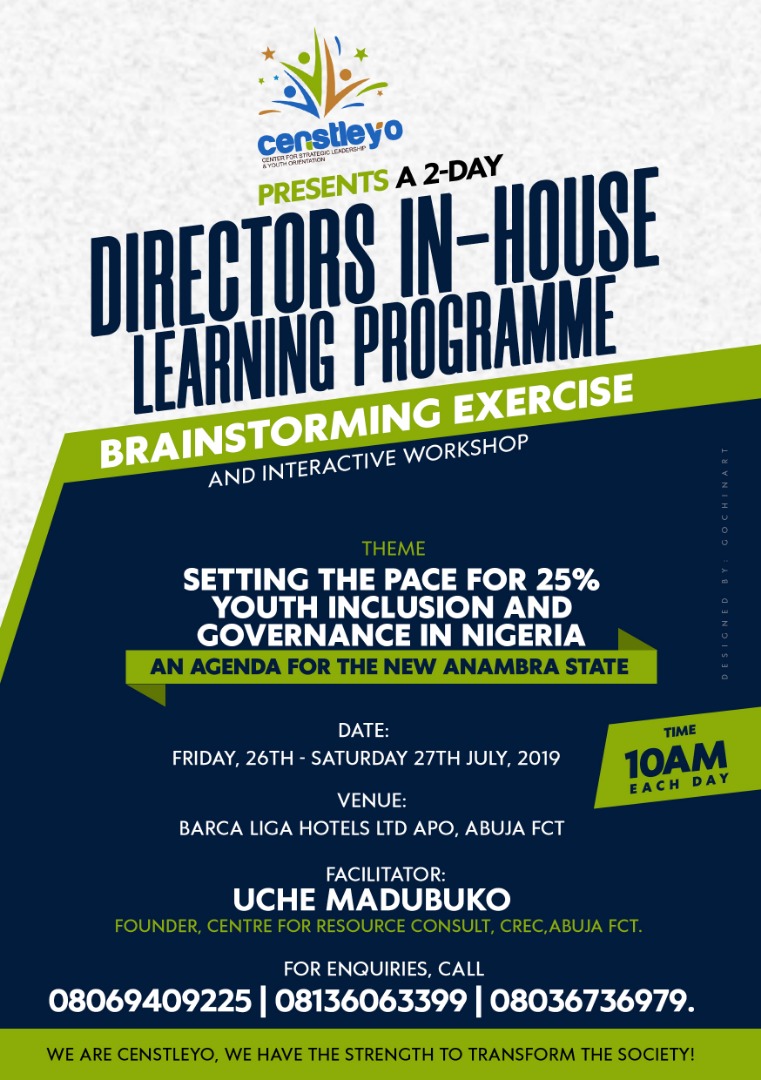 censtleyo
CENTER FOR STRATEGIC LEADERSHIP
& YOUTH ORIENTATION
PRESENTS A 2-DAY
DIRECTORS IN-HOUSE
LEARNING PROGRAMME
BRAINSTORMING EXERCISE
AND INTERACTIVE WORKSHOP
DESIGNED BY: GOCHINART
THEME
SETTING THE PACE FOR 25%
YOUTH INCLUSION AND
GOVERNANCE IN NIGERIA
AN AGENDA FOR THE NEW ANAMBRA STATE
DATE:
FRIDAY, 26TH - SATURDAY 27TH JULY, 2019
TIME
10AM
EACH DAY
VENUE:
BARCA LIGA HOTELS LTD APO, ABUJA FCT
FACILITATOR:
UCHE MADUBUKO
FOUNDER, CENTRE FOR RESOURCE CONSULT, CREC,ABUJA FCT.
FOR ENQUIRIES, CALL
08069409225 | 08136063399 | 08036736979.
WE ARE CENSTLEYO, WE HAVE THE STRENGTH TO TRANSFORM THE SOCIETY!